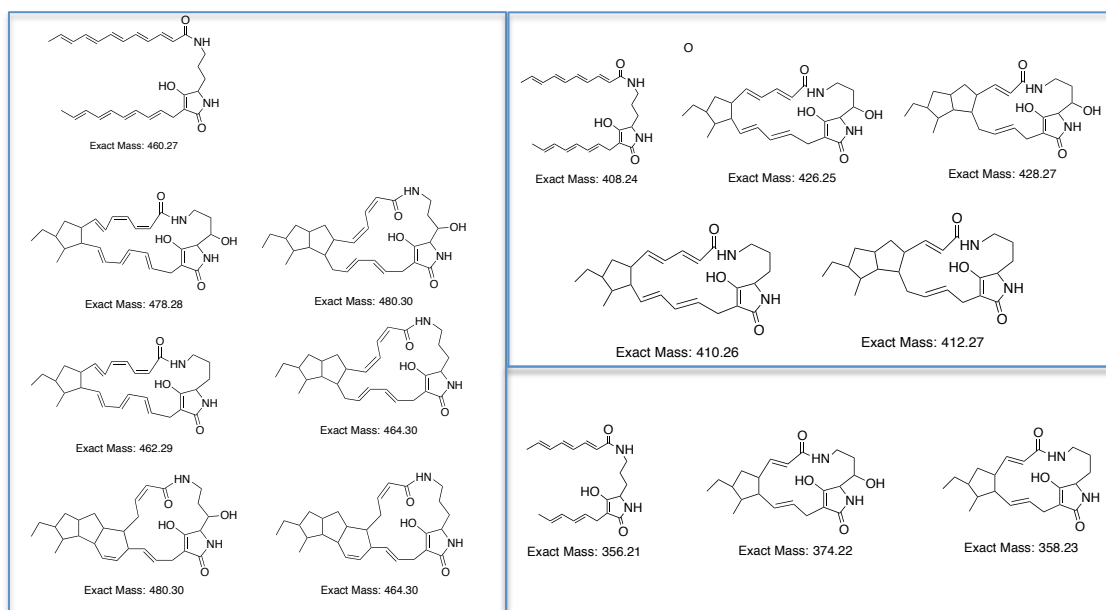 O
NH
HO
NH
O
Exact Mass: 460.27
O
NH
HO
OH
NH
O
Exact Mass: 478.28
HN
O
HO
OH
NH
O
Exact Mass: 480.30
O
NH
HO
NH
O
Exact Mass: 462.29
HN
O
HO
NH
O
Exact Mass: 464.30
HN
O
HO
OH
NH
O
Exact Mass: 480.30
HN
O
HO
NH
O
Exact Mass: 464.30
O
O
NH
HO
NH
O
Exact Mass: 408.24
O
HN
HO
OH
NH
O
Exact Mass: 426.25
O
HN
HO
OH
NH
O
Exact Mass: 428.27
O
HN
HO
NH
O
Exact Mass: 410.26
O
HN
HO
NH
O
Exact Mass: 412.27
O
NH
HO
NH
O
Exact Mass: 356.21
O
HN
HO
OH
NH
O
Exact Mass: 374.22
O
HN
HO
NH
O
Exact Mass: 358.23